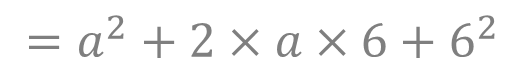 = a² + 2 × a × 6 + 6²